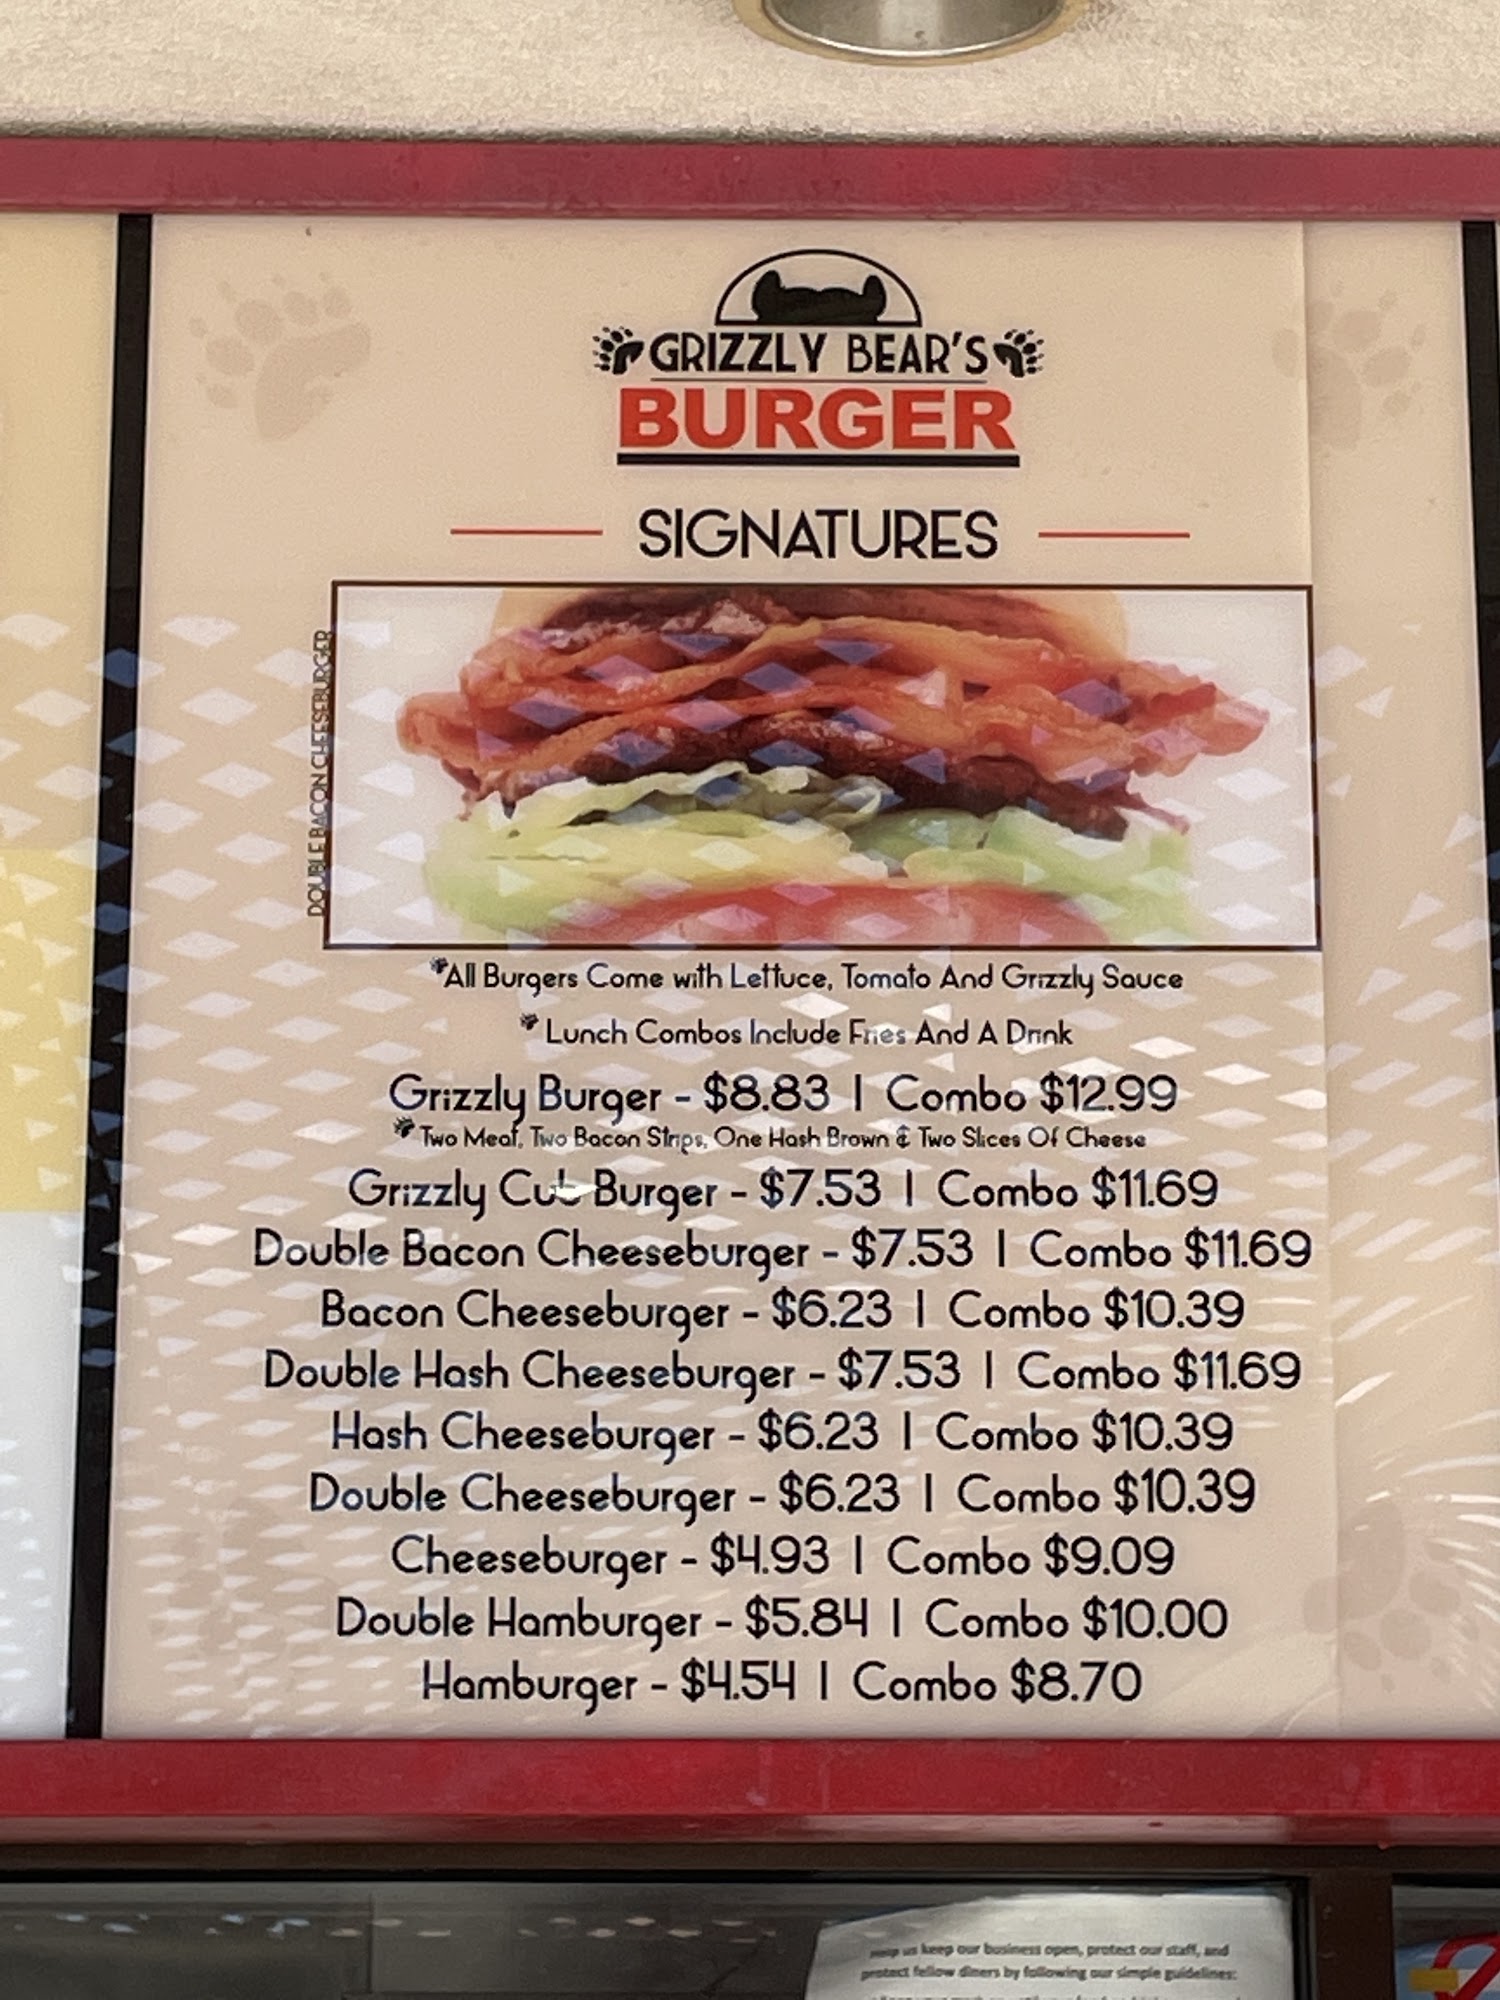 GRIZZLY BEAR'S
BURGER
SIGNATURES
DOUBLE BACON CHEESEBURGER
All Burgers Come with Lettuce, Tomato And Grizzly Sauce
Lunch Combos Include Fries And A Drink
Grizzly Burger - $8.83 | Combo $12.99
Two Meat, Two Bacon Strips, One Hash Brown & Two Slices Of Cheese
Grizzly Cub Burger - $7.53 | Combo $11.69
Double Bacon Cheeseburger - $7.53 | Combo $11.69
Bacon Cheeseburger - $6.23 | Combo $10.39
Double Hash Cheeseburger - $7.53 | Combo $11.69
Hash Cheeseburger - $6.23 | Combo $10.39
Double Cheeseburger - $6.23 | Combo $10.39
Cheeseburger - $4.93 | Combo $9.09
Double Hamburger - $5.84 | Combo $10.00
Hamburger - $4.54 | Combo $8.70
Help us keep our business open, protect our staff, and
protect fellow diners by following our simple guidelines: